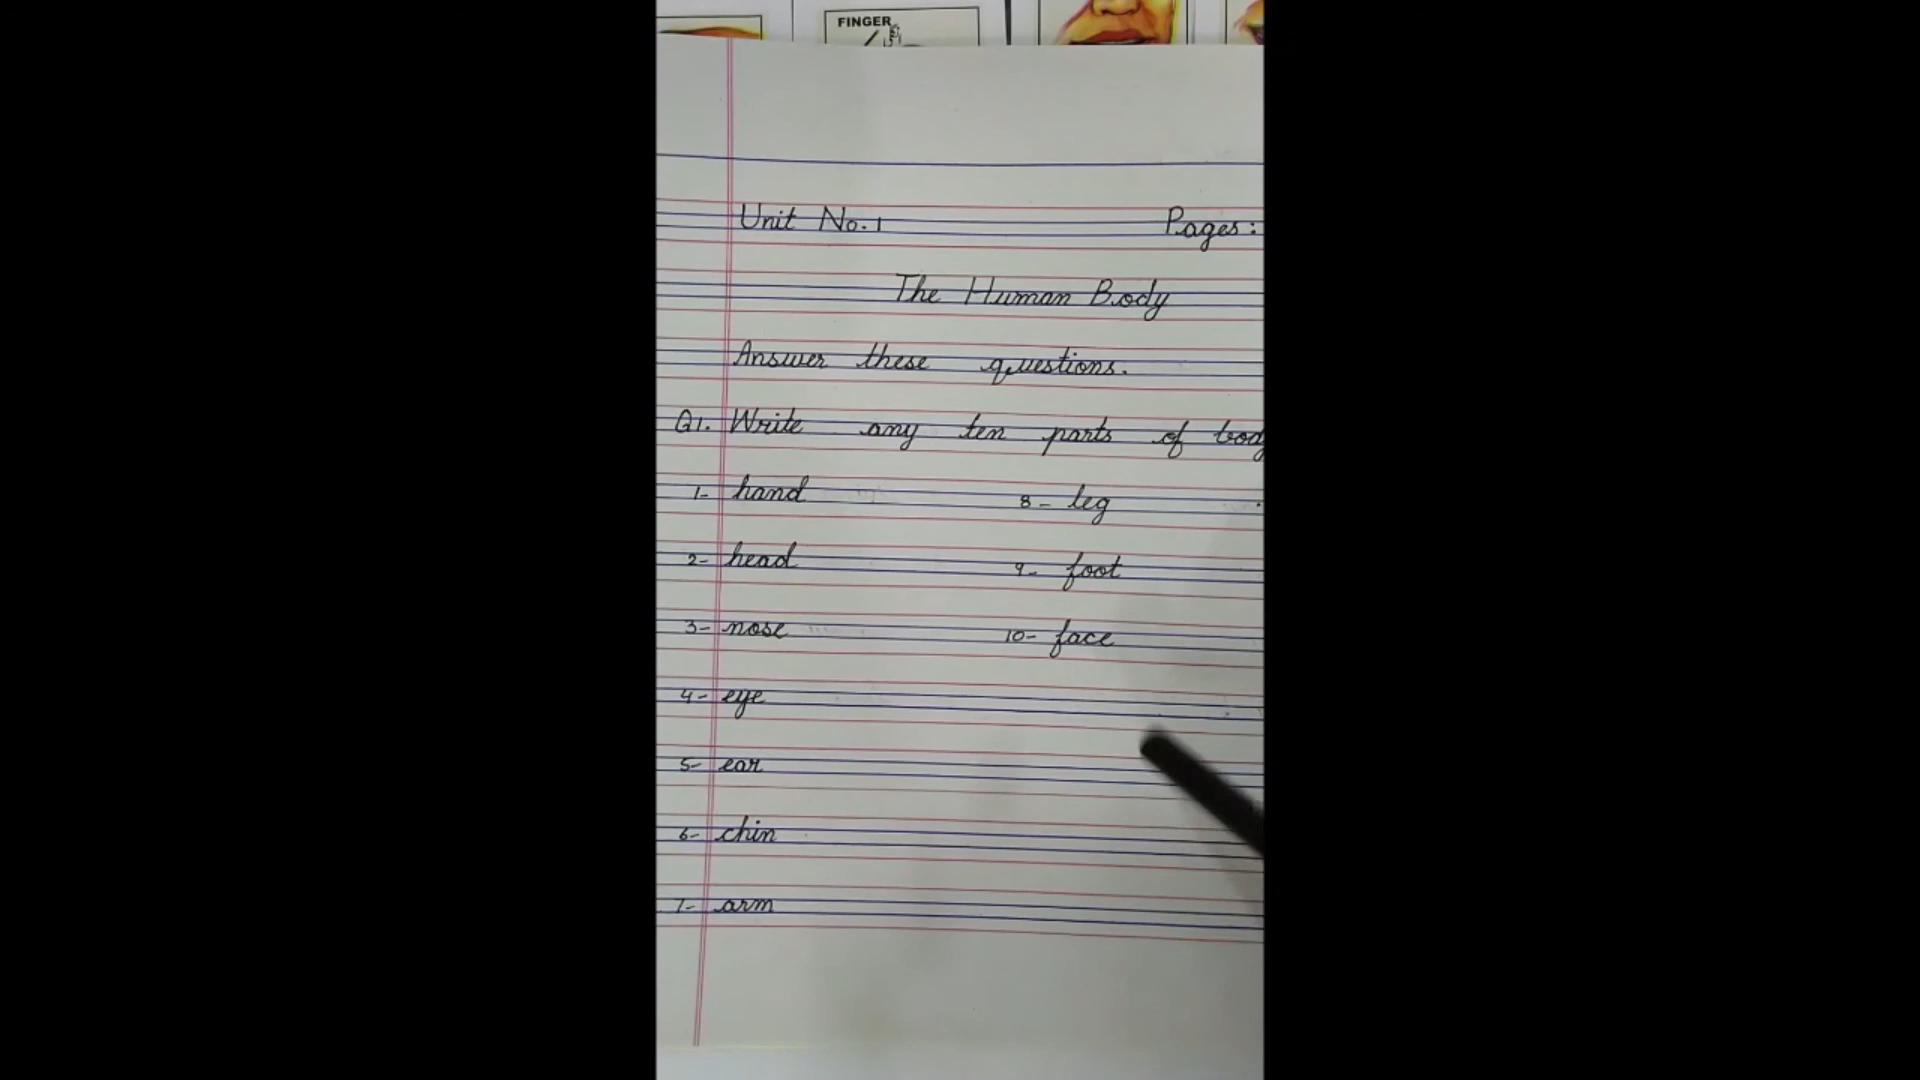 FINGER
Unit No.1 Pages:
The Human Body
Answer these questions.
Q1. Write any ten parts of
1- hand 8- leg
2- head 9- foot
3- nose 10- face
4- eye
5- ear
6- chin
7- arm